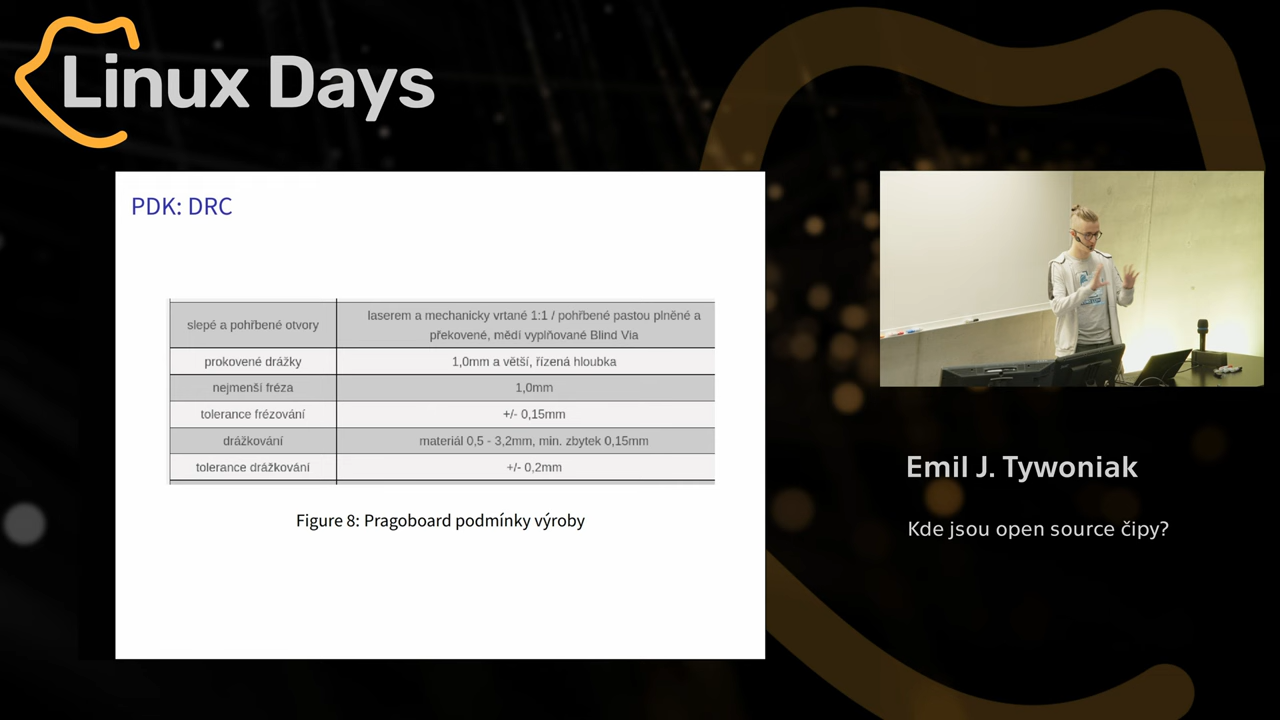 Linux Days
PDK: DRC
slepé a pohřbené otvory
laserem a mechanicky vrtané 1:1 / pohřbené pastou plněné a
překovené, mědí vyplňované Blind Via
prokovené drážky
1,0mm a větší, řízená hloubka
nejmenší fréza
1,0mm
tolerance frézování
+/- 0,15mm
drážkování
materiál 0,5 - 3,2mm, min. zbytek 0,15mm
tolerance drážkování
+/- 0,2mm
Figure 8: Pragoboard podmínky výroby
Emil J. Tywoniak
Kde jsou open source čipy?